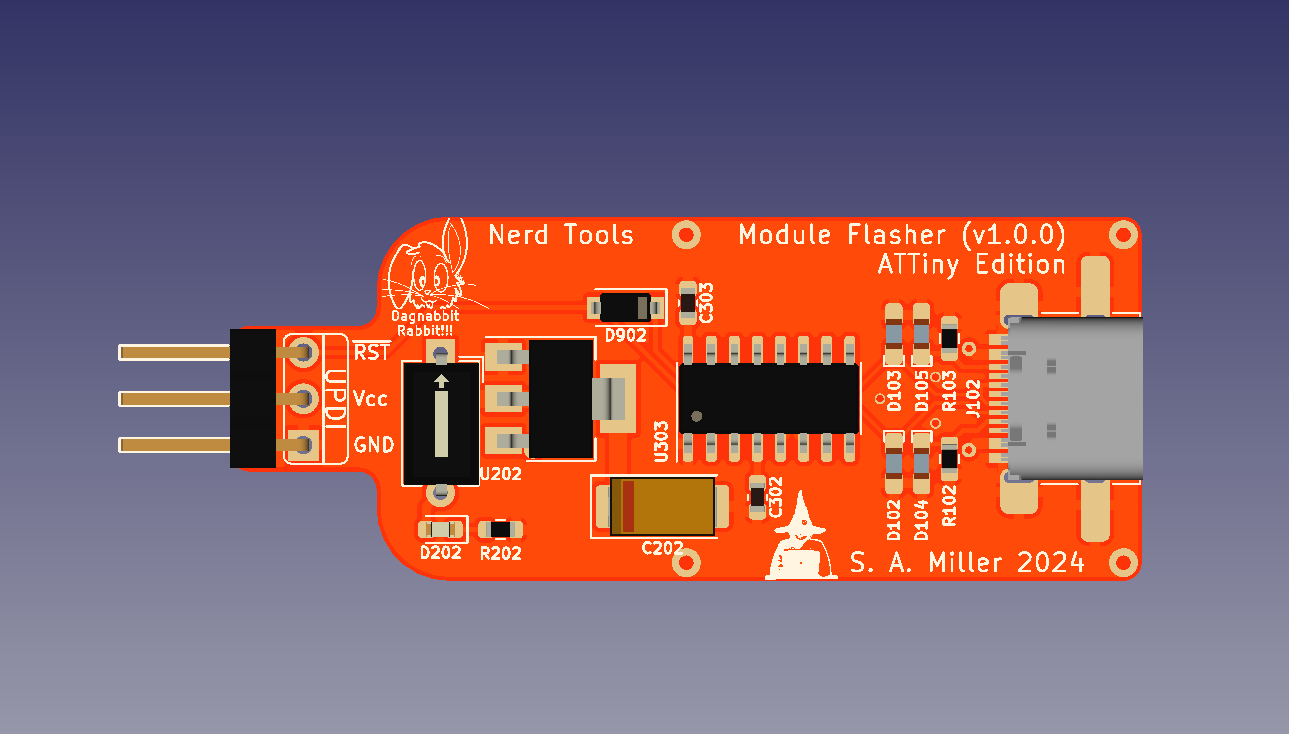 Nerd Tools
Module Flasher (v1.0.0)
ATTiny Edition
Dagnabbit
Rabbit!!!
RST
Vcc
GND
UPDI
D902
C303
U202
U303
D103
D105
R103
J102
D102
D104
R102
C302
C202
D202
R202
S. A. Miller 2024